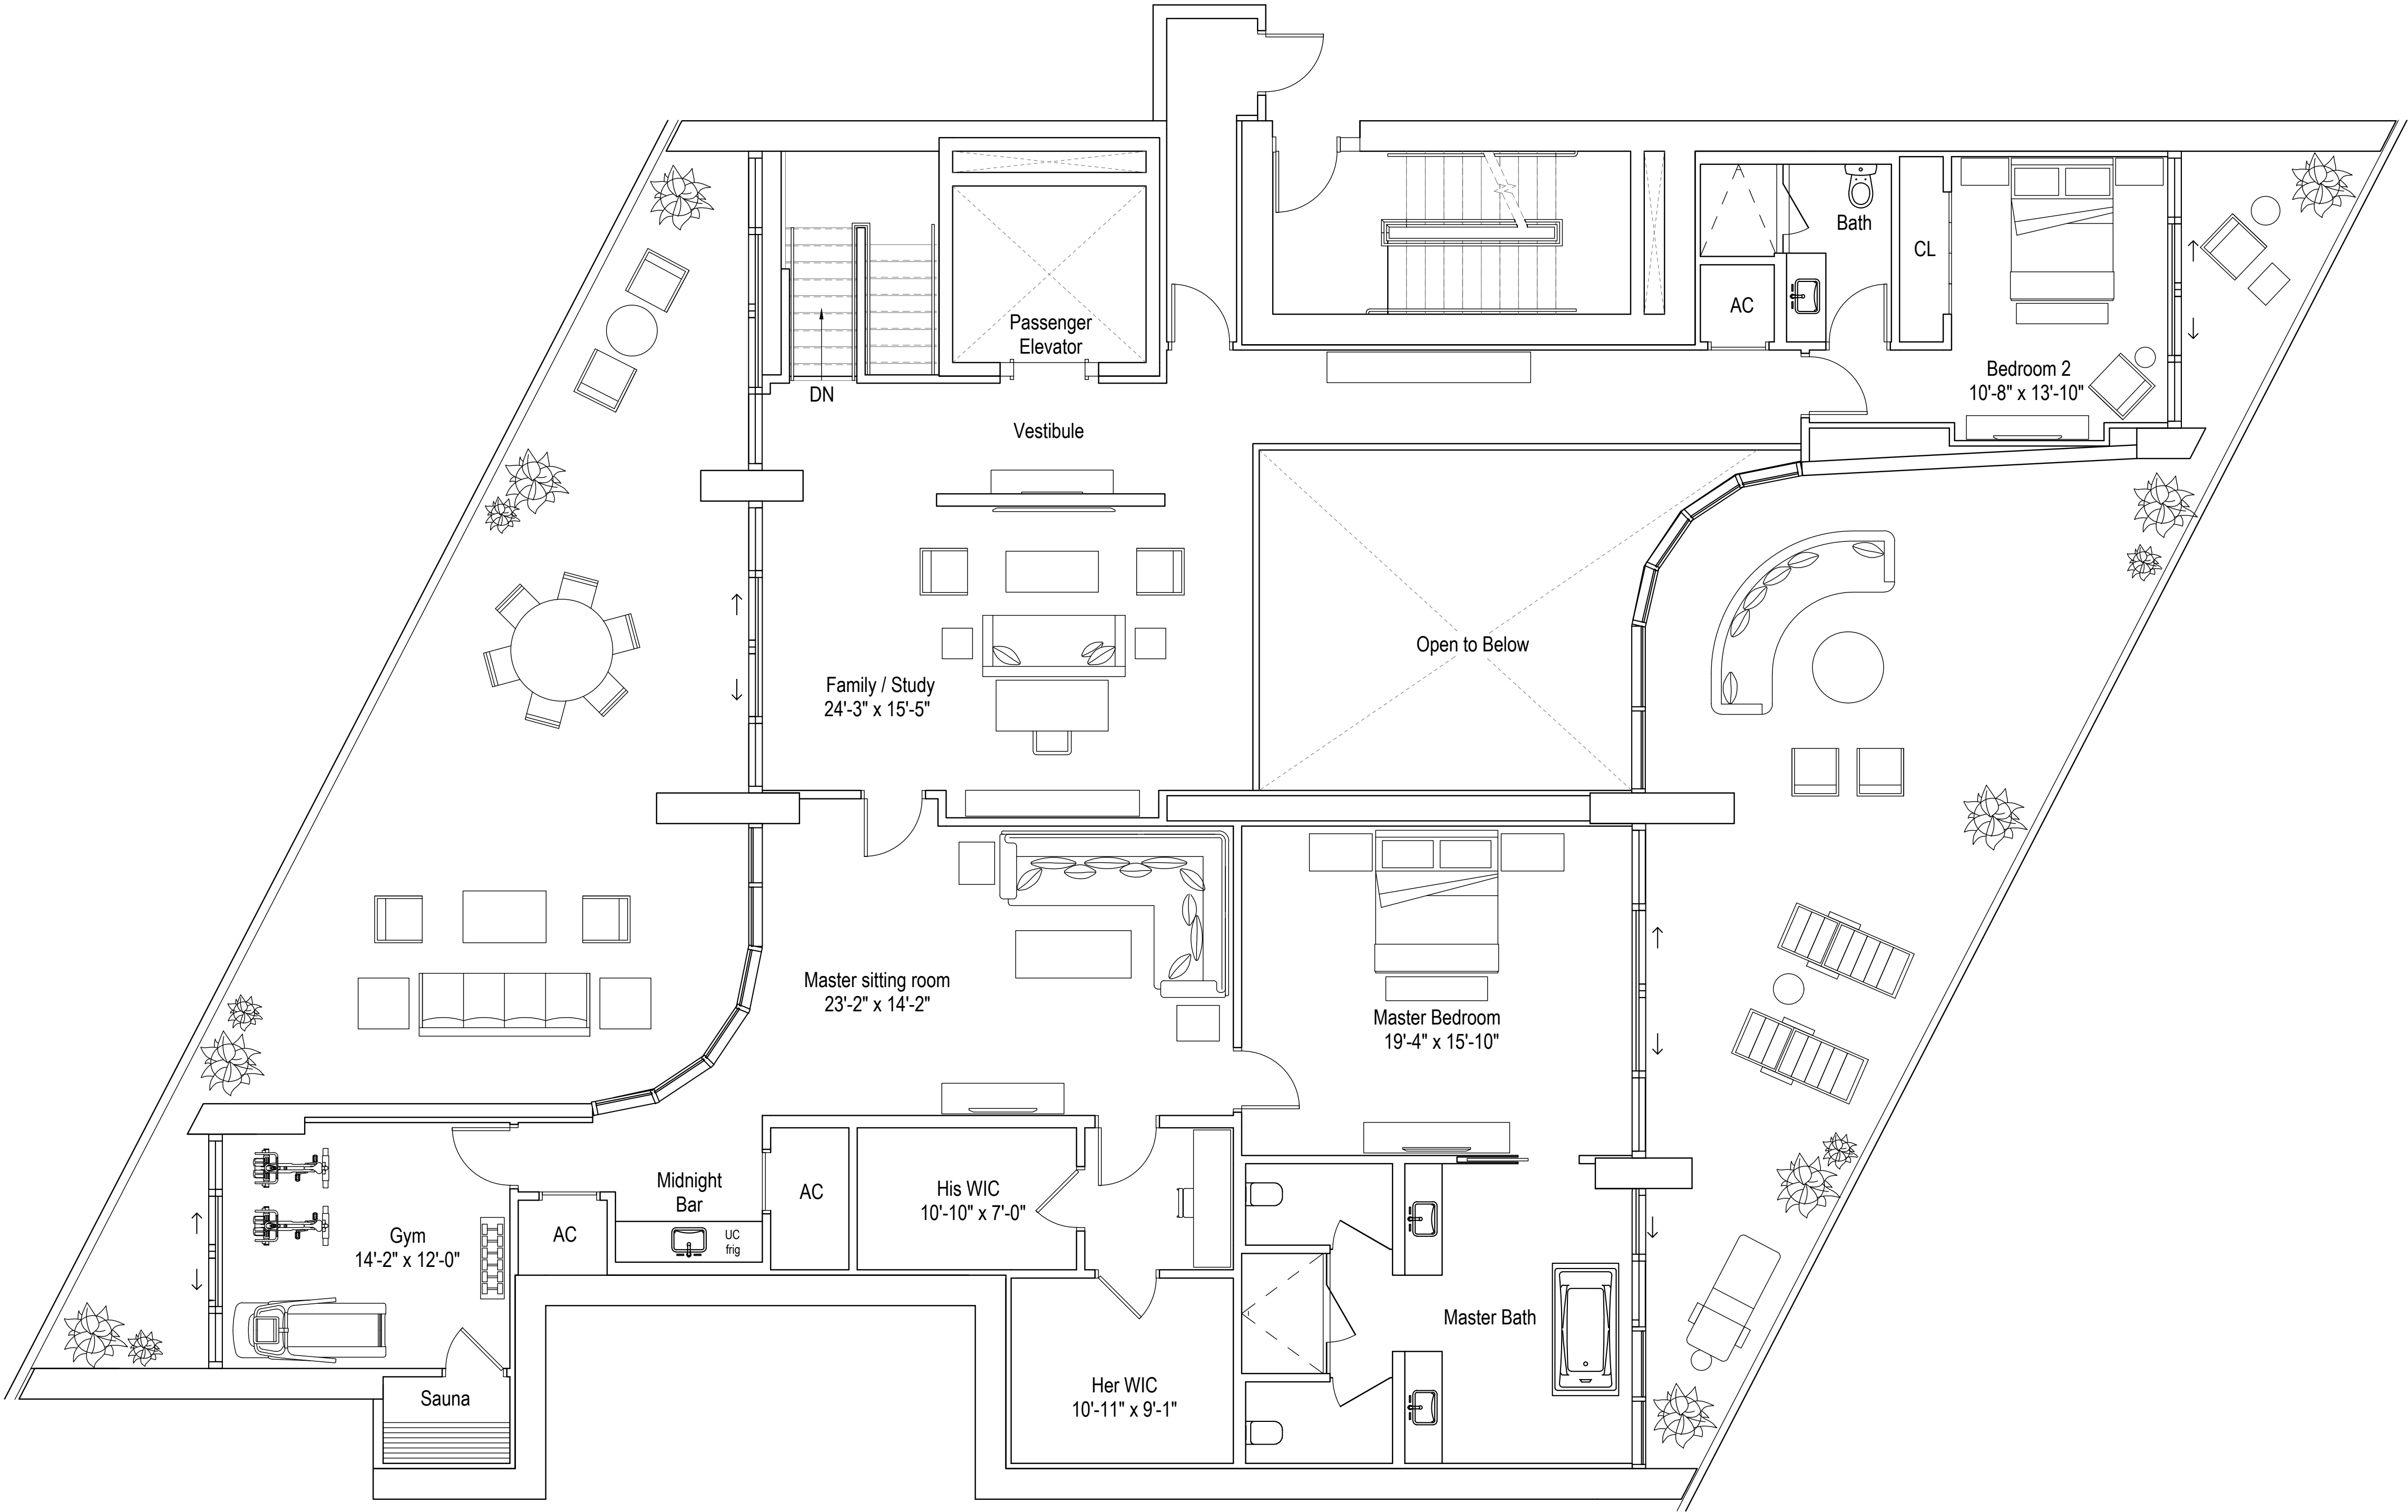 Bath
CL
AC
Passenger
Elevator
Bedroom 2
10'-8" x 13'-10"
DN
Vestibule
Open to Below
Family / Study
24'-3" x 15'-5"
Master sitting room
23'-2" x 14'-2"
Master Bedroom
19'-4" x 15'-10"
Midnight
Bar
AC
His WIC
10'-10" x 7'-0"
Gym
14'-2" x 12'-0"
AC
UC
frig
Master Bath
Sauna
Her WIC
10'-11" x 9'-1"